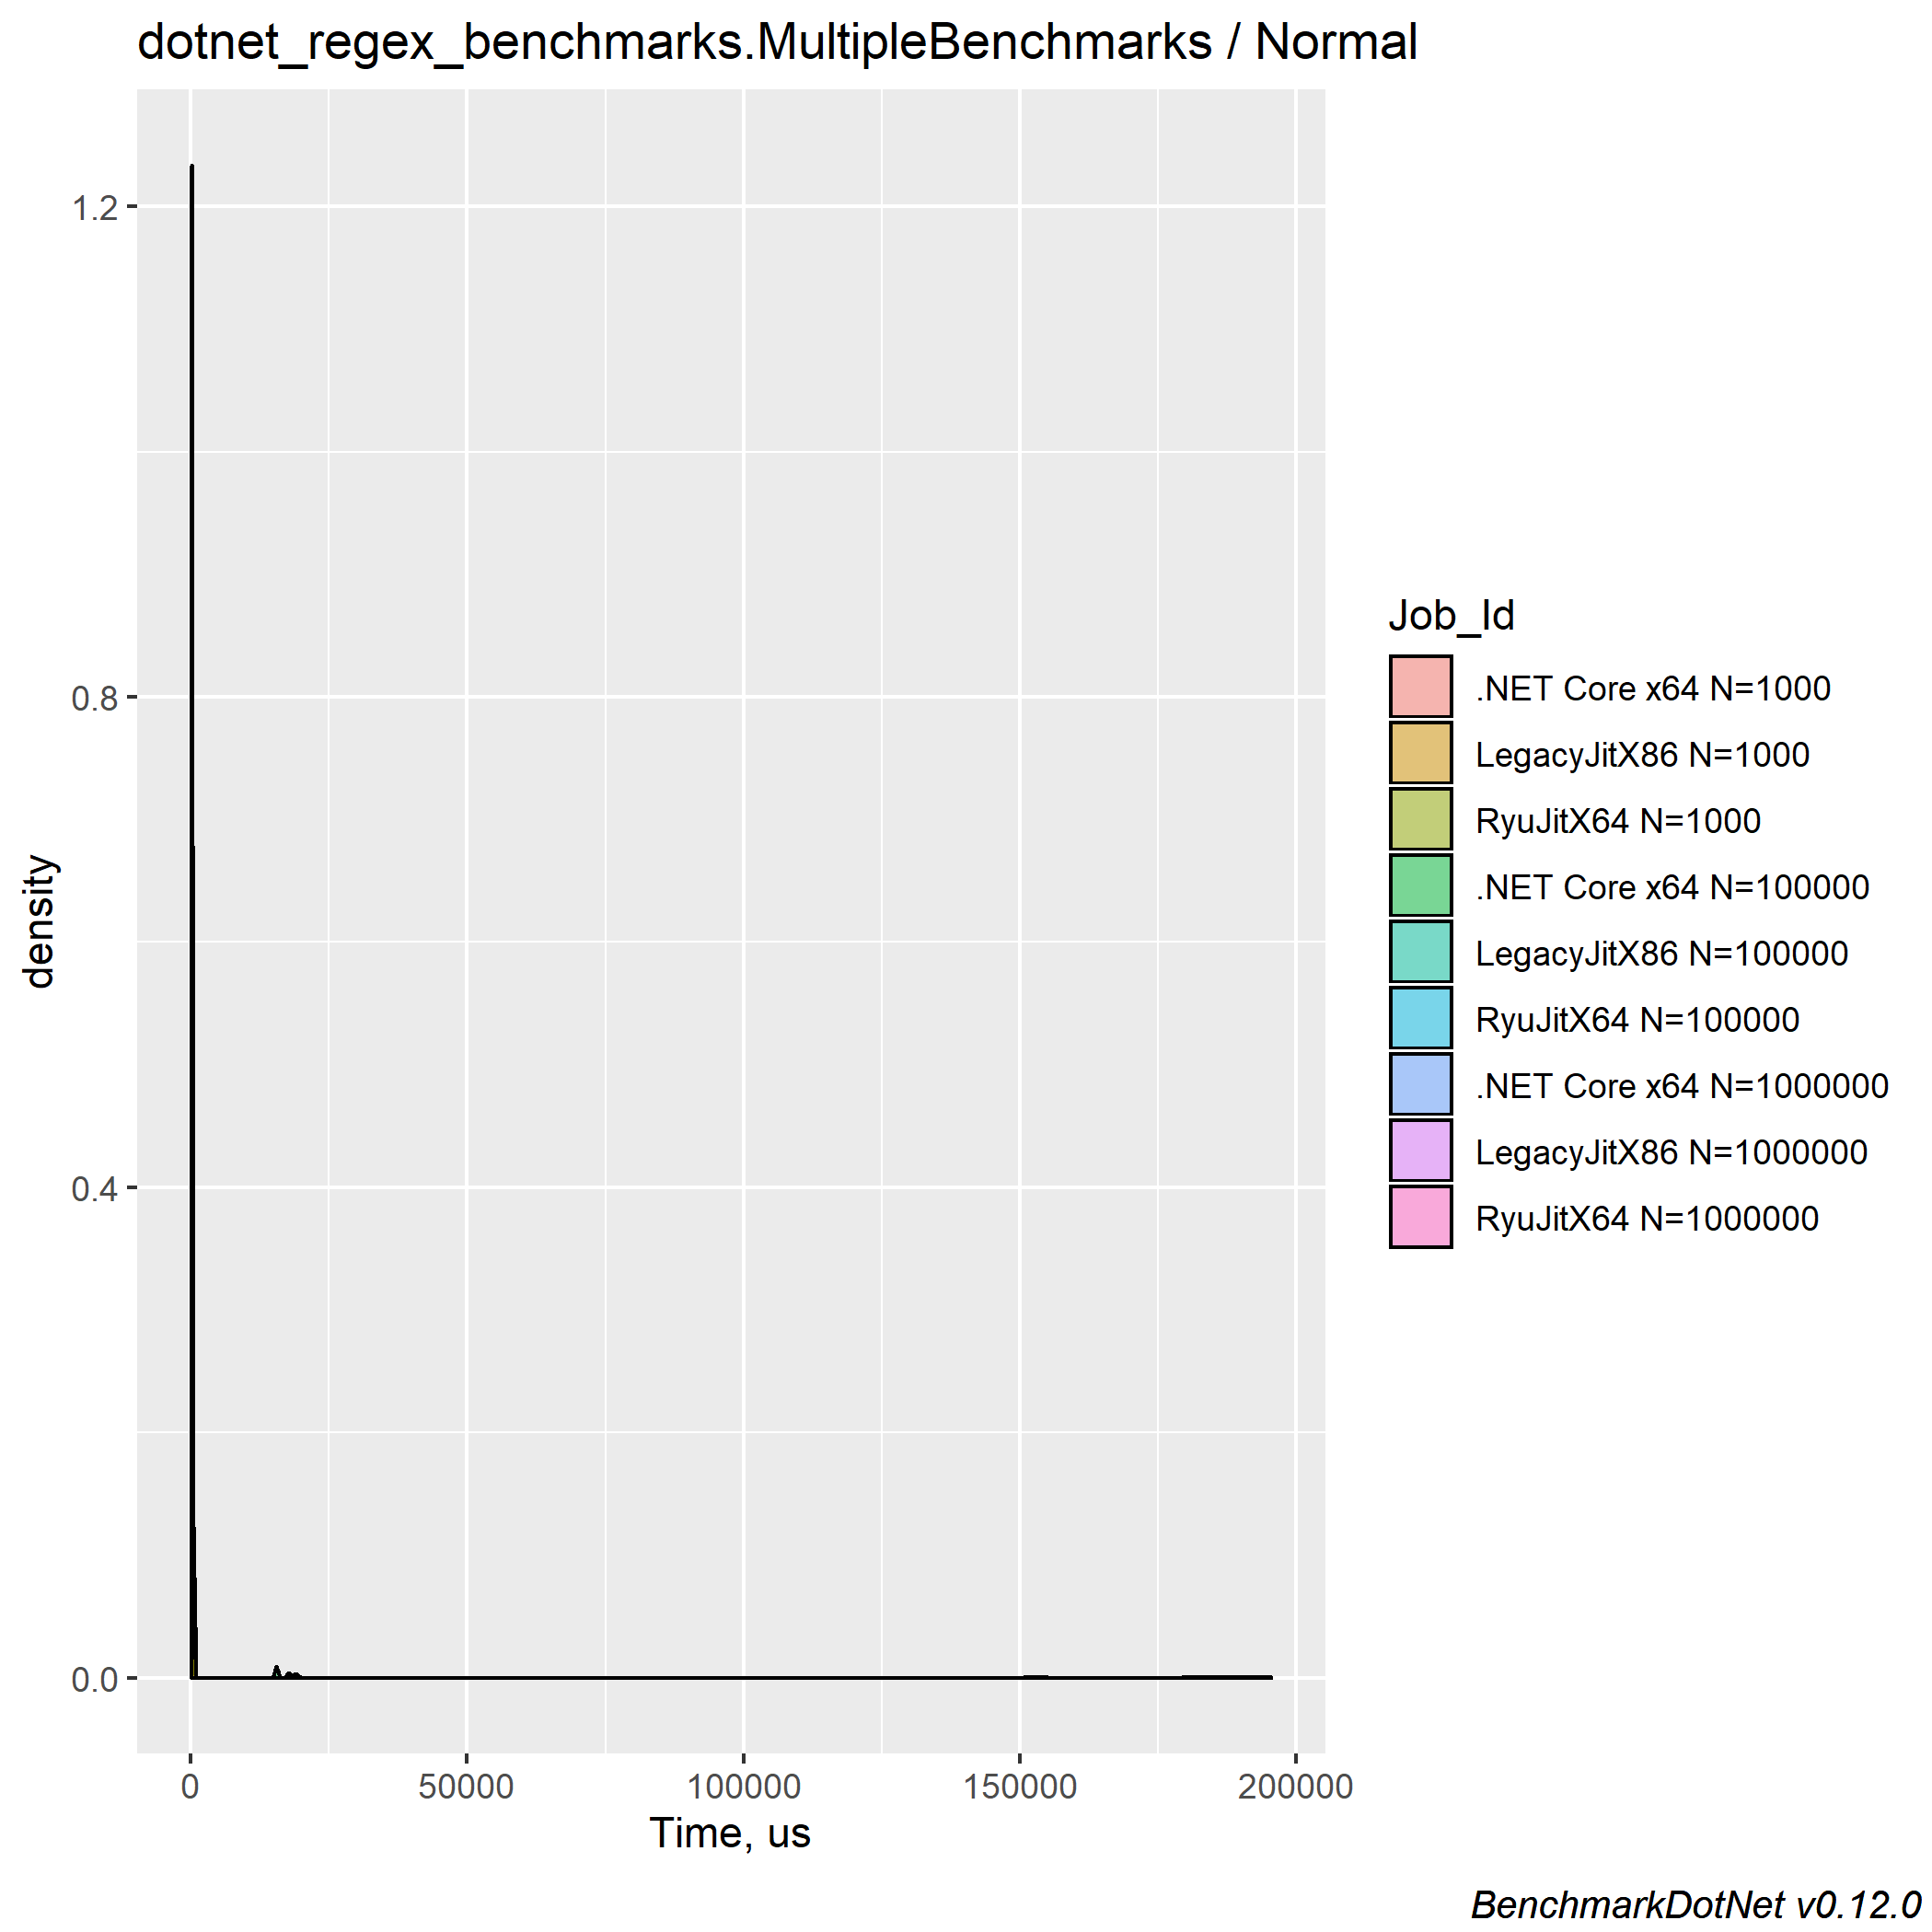 dotnet_regex_benchmarks.MultipleBenchmarks / Normal
1.2
0.8
0.4
0.0
density
0
50000
100000
150000
200000
Time, us
Job_Id
.NET Core x64 N=1000
LegacyJitX86 N=1000
RyuJitX64 N=1000
.NET Core x64 N=100000
LegacyJitX86 N=100000
RyuJitX64 N=100000
.NET Core x64 N=1000000
LegacyJitX86 N=1000000
RyuJitX64 N=1000000
BenchmarkDotNet v0.12.0